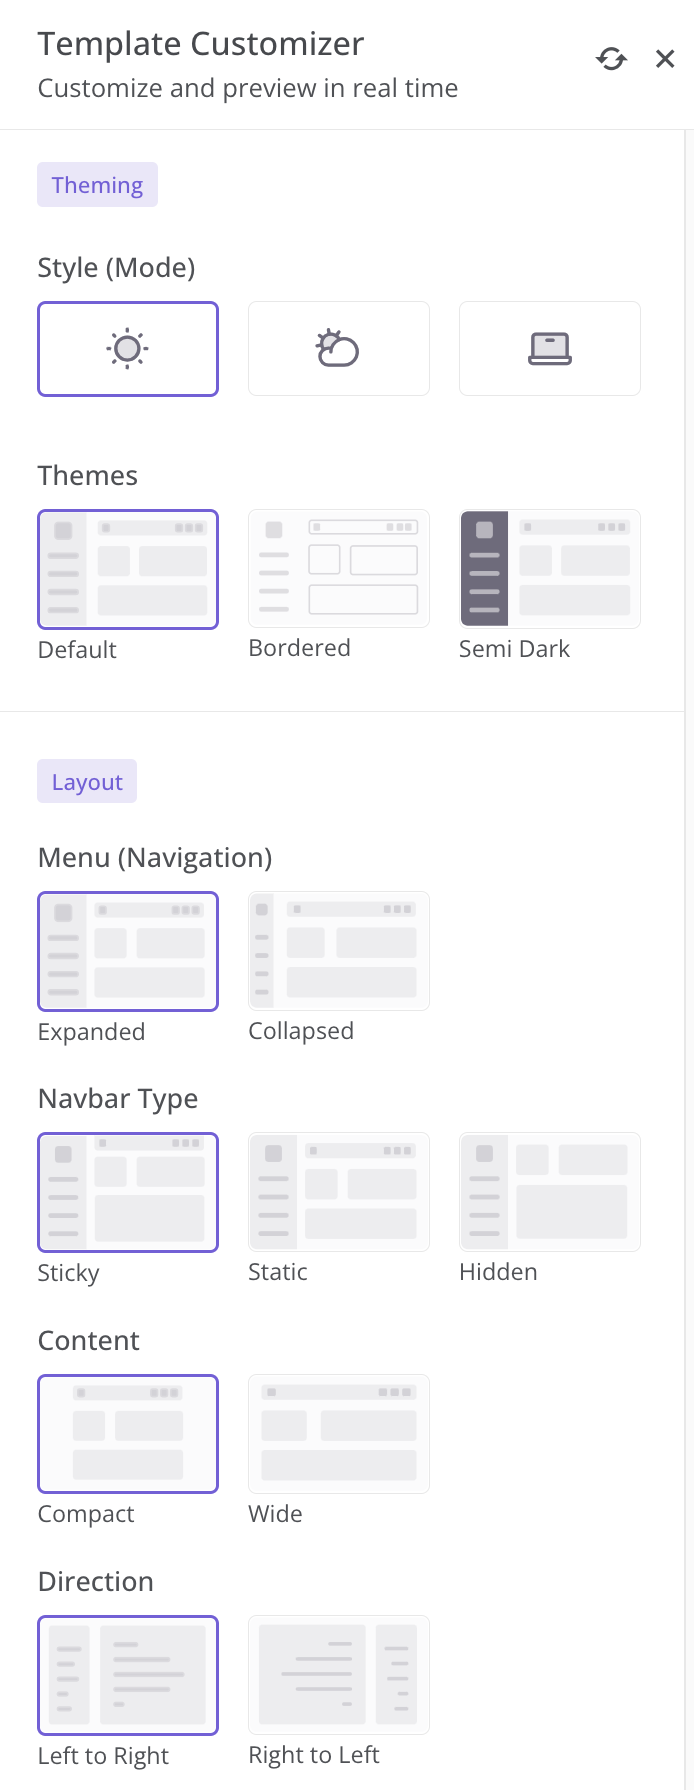 Template Customizer
Customize and preview in real time
Theming
Style (Mode)
Themes
Default
Bordered
Semi Dark
Layout
Menu (Navigation)
Expanded
Collapsed
Navbar Type
Sticky
Static
Hidden
Content
Compact
Wide
Direction
Left to Right
Right to Left